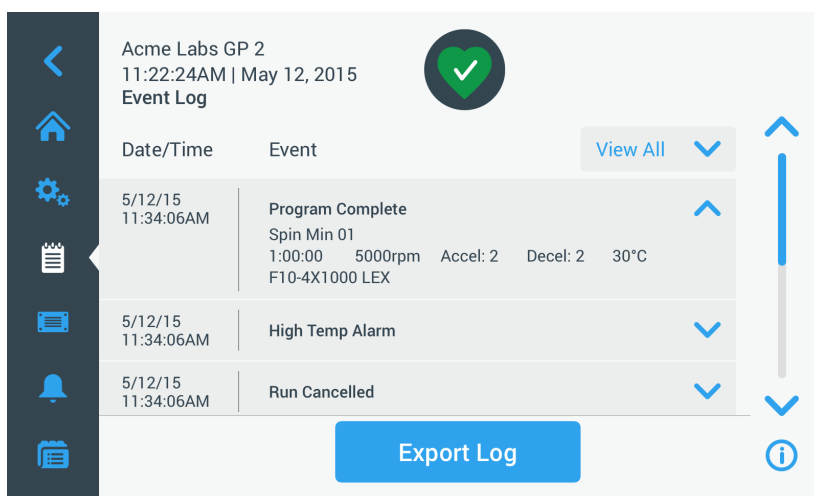 Acme Labs GP 2
11:22:24AM | May 12, 2015
Event Log
Date/Time Event View All
5/12/15
11:34:06AM
Program Complete
Spin Min 01
1:00:00 5000rpm Accel: 2 Decel: 2 30°C
F10-4X1000 LEX
5/12/15
11:34:06AM
High Temp Alarm
5/12/15
11:34:06AM
Run Cancelled
Export Log